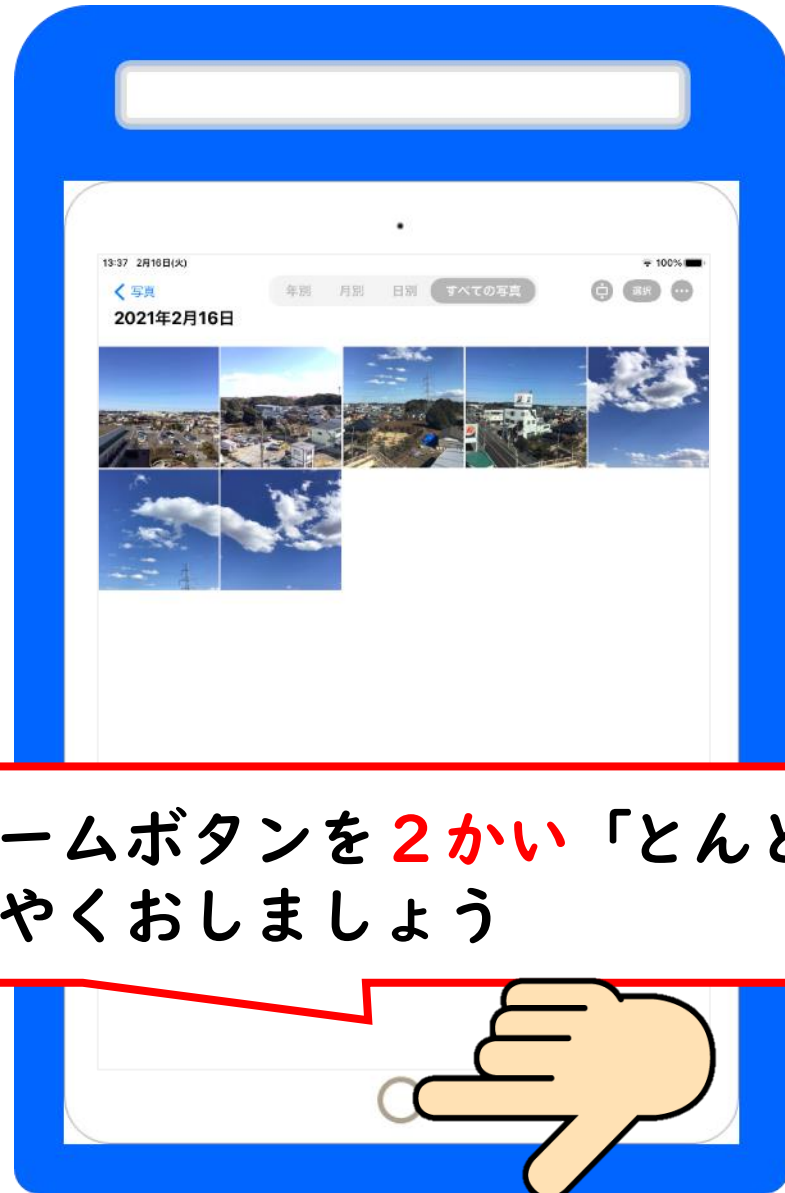 13:37 2月16日(火) 100%
写真 年別 月別 日別 すべての写真 選択
2021年2月16日
ームボタンを２かい「とんと
やくおしましょう